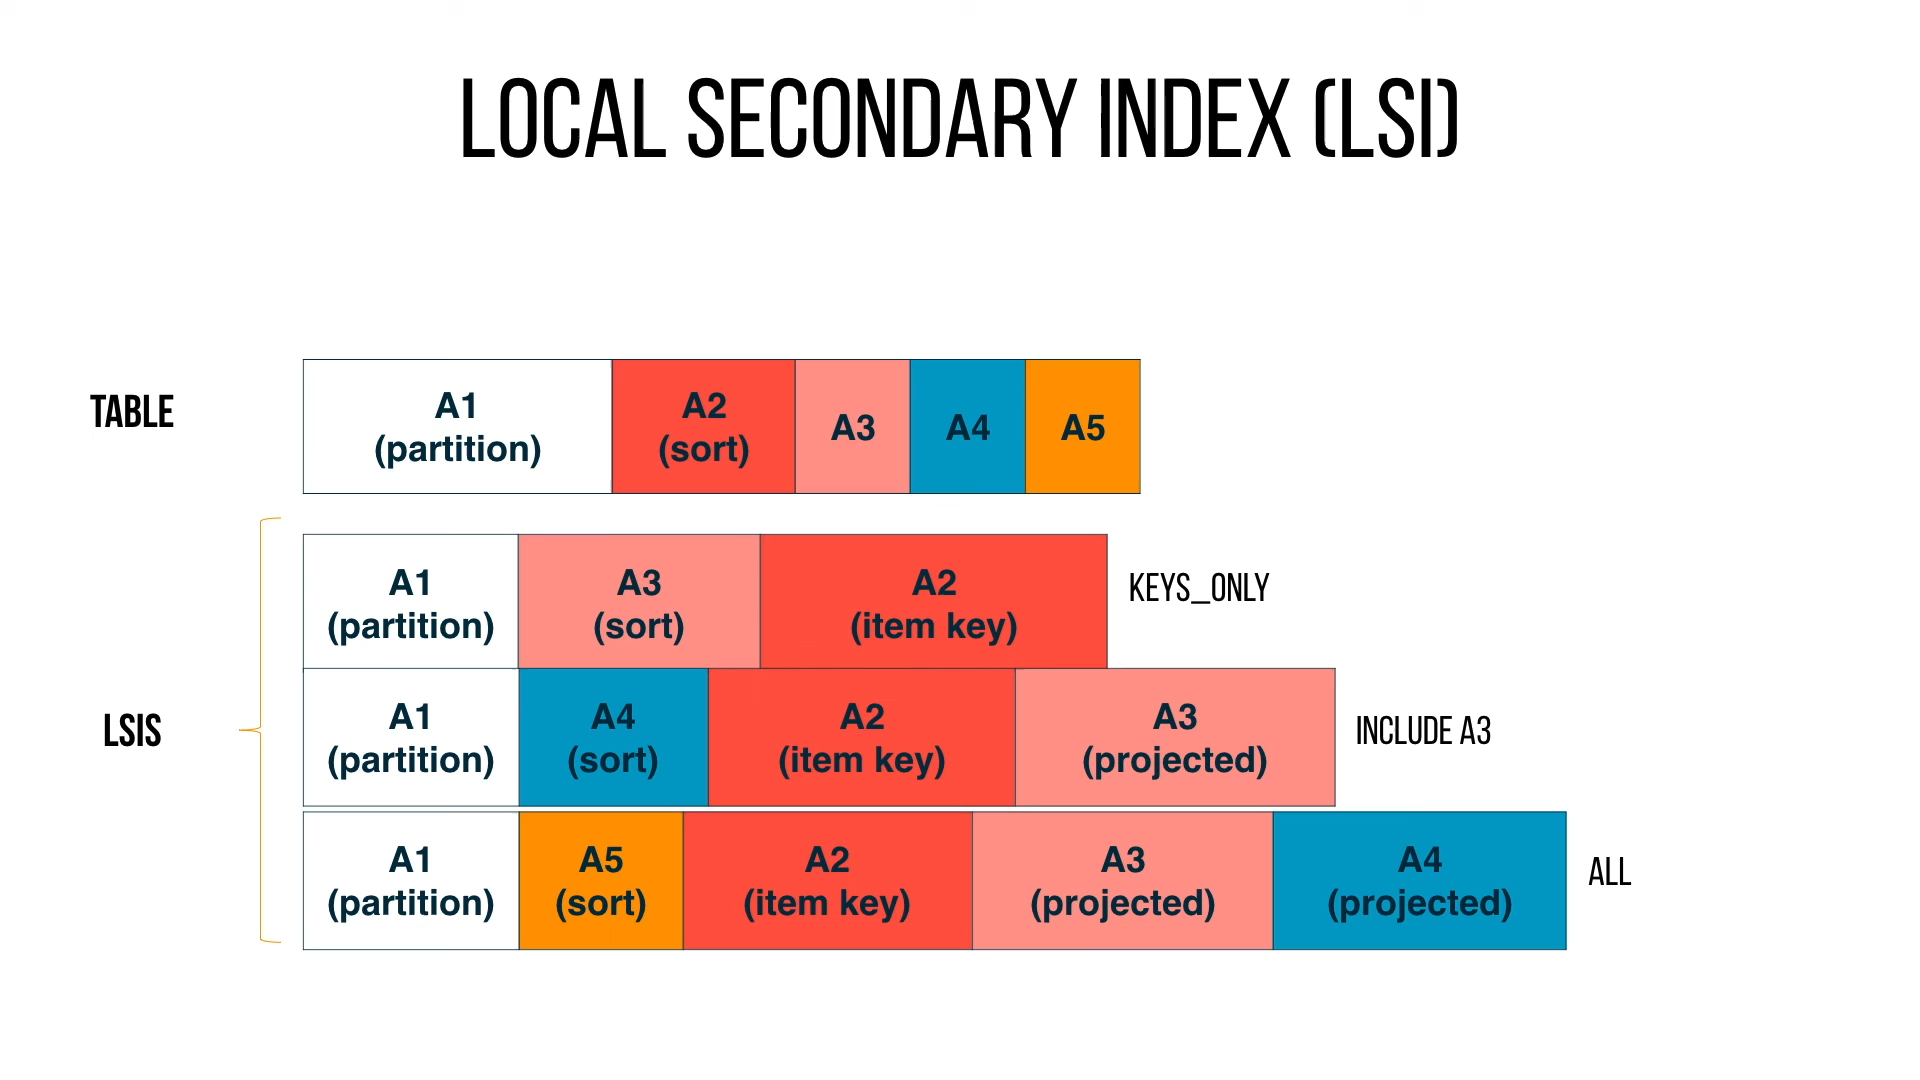 LOCAL SECONDARY INDEX (LSI)
TABLE
A1
(partition)
A2
(sort)
A3
A4
A5
LSIS
A1
(partition)
A3
(sort)
A2
(item key)
KEYS_ONLY
A1
(partition)
A4
(sort)
A2
(item key)
A3
(projected)
INCLUDE A3
A1
(partition)
A5
(sort)
A2
(item key)
A3
(projected)
A4
(projected)
ALL